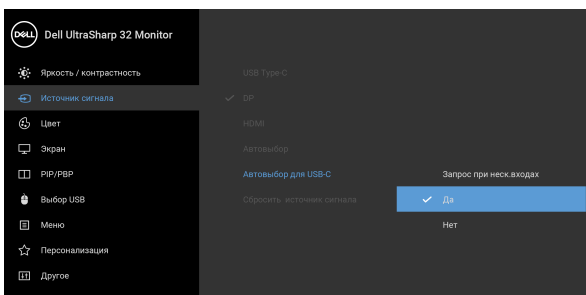 DELL
Dell UltraSharp 32 Monitor
Яркость / контрастность
USB Type-C
Источник сигнала
DP
Цвет
HDMI
Экран
Автовыбор
PIP/PBP
Автовыбор для USB-C
Запрос при неск.входах
Выбор USB
Сбросить источник сигнала
Да
Меню
Нет
Персонализация
Другое